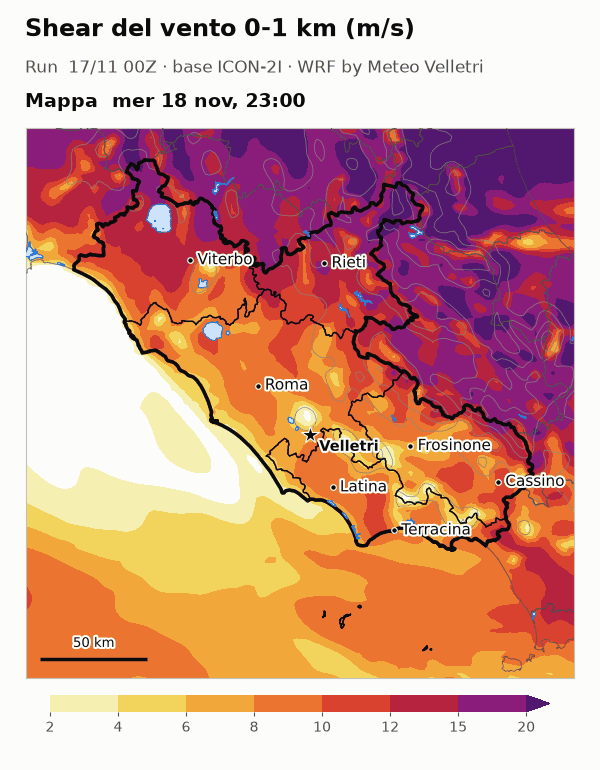 Shear del vento 0-1 km (m/s)
Run  17/11 00Z · base ICON-2I · WRF by Meteo Velletri
Mappa  mer 18 nov, 23:00
Viterbo
Rieti
Roma
Velletri
Frosinone
Latina
Cassino
Terracina
50 km
2 4 6 8 10 12 15 20